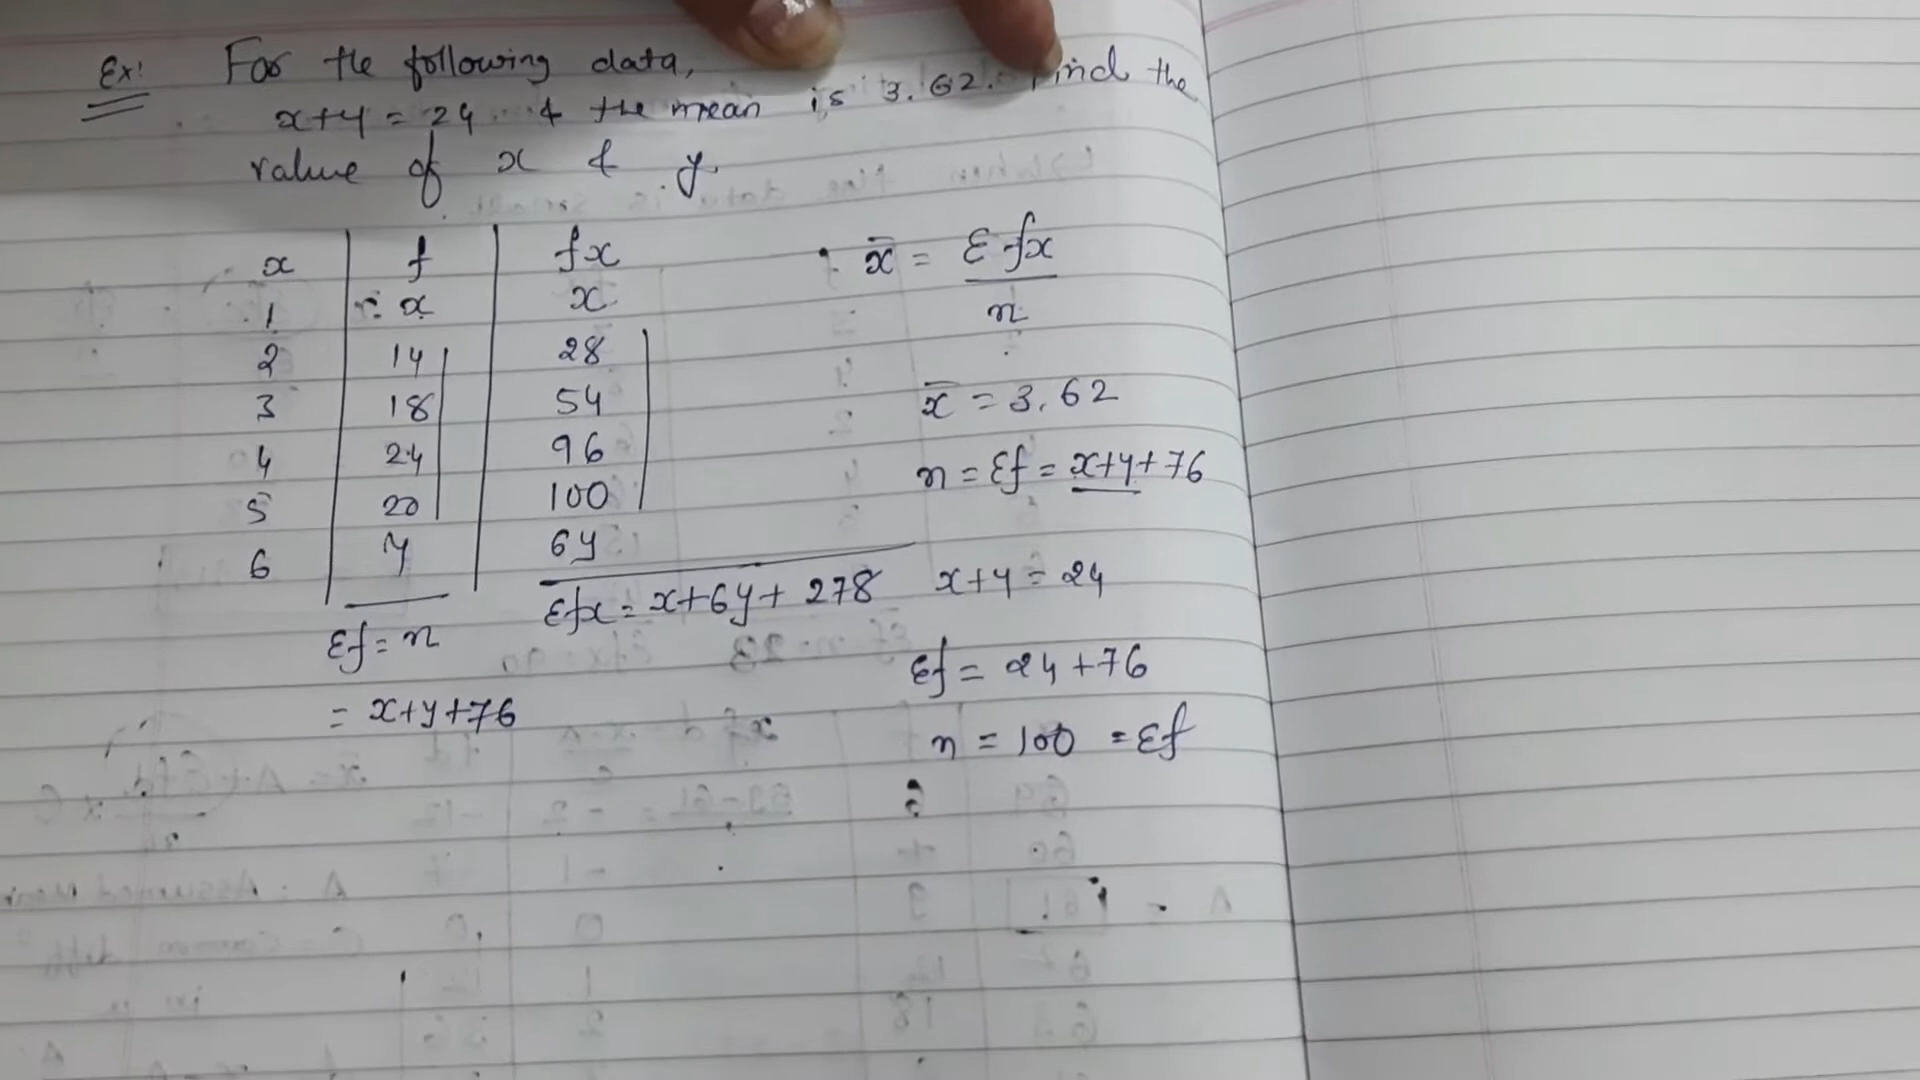 Ex: For the following data,
x+y = 24 & the mean is 3.62. Find the
value of x & y.
x f fx
1 x x
2 14 28
3 18 54
4 24 96
5 20 100
6 y 6y
Σf = n
= x+y+76
Σfx = x+6y+278
x̄ = Σfx
n
x̄ = 3.62
n = Σf = x+y+76
x+y = 24
Σf = 24+76
n = 100 = Σf